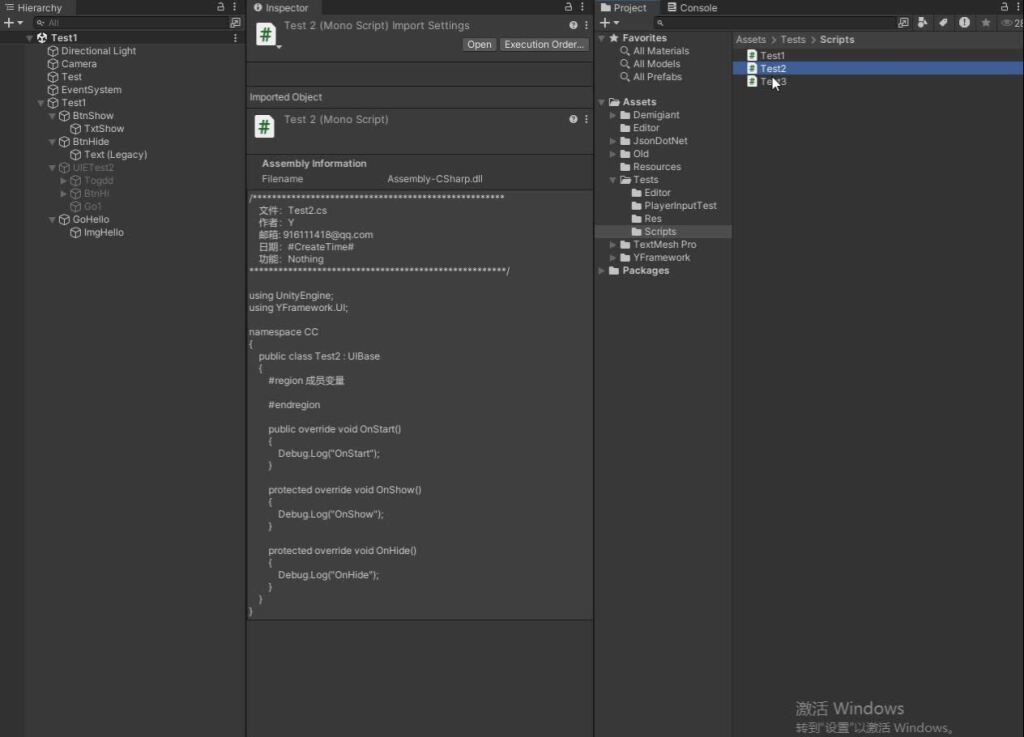 Hierarchy
All
Test1
Directional Light
Camera
Test
EventSystem
Test1
BtnShow
TxtShow
BtnHide
Text (Legacy)
UIETest2
Togdd
BtnHi
Go1
GoHello
ImgHello
Inspector
Test 2 (Mono Script) Import Settings
Open
Execution Order...
Imported Object
Test 2 (Mono Script)
Assembly Information
Filename Assembly-CSharp.dll
/****************************************************
文件：Test2.cs
作者：Y
邮箱: 916111418@qq.com
日期：#CreateTime#
功能：Nothing
*****************************************************/
using UnityEngine;
using YFramework.UI;
namespace CC
{
public class Test2 : UIBase
{
#region 成员变量
#endregion
public override void OnStart()
{
Debug.Log("OnStart");
}
protected override void OnShow()
{
Debug.Log("OnShow");
}
protected override void OnHide()
{
Debug.Log("OnHide");
}
}
}
Project
Console
28
Favorites
All Materials
All Models
All Prefabs
Assets
Demigiant
Editor
JsonDotNet
Old
Resources
Tests
Editor
PlayerInputTest
Res
Scripts
TextMesh Pro
YFramework
Packages
Assets > Tests > Scripts
Test1
Test2
Test3
激活 Windows
转到"设置"以激活 Windows。